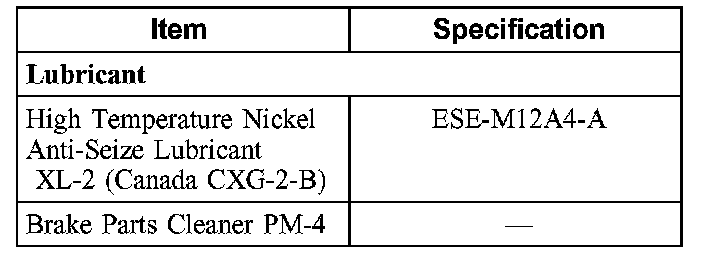 Item Specification
Lubricant
High Temperature Nickel ESE-M12A4-A
Anti-Seize Lubricant
XL-2 (Canada CXG-2-B)
Brake Parts Cleaner PM-4 —